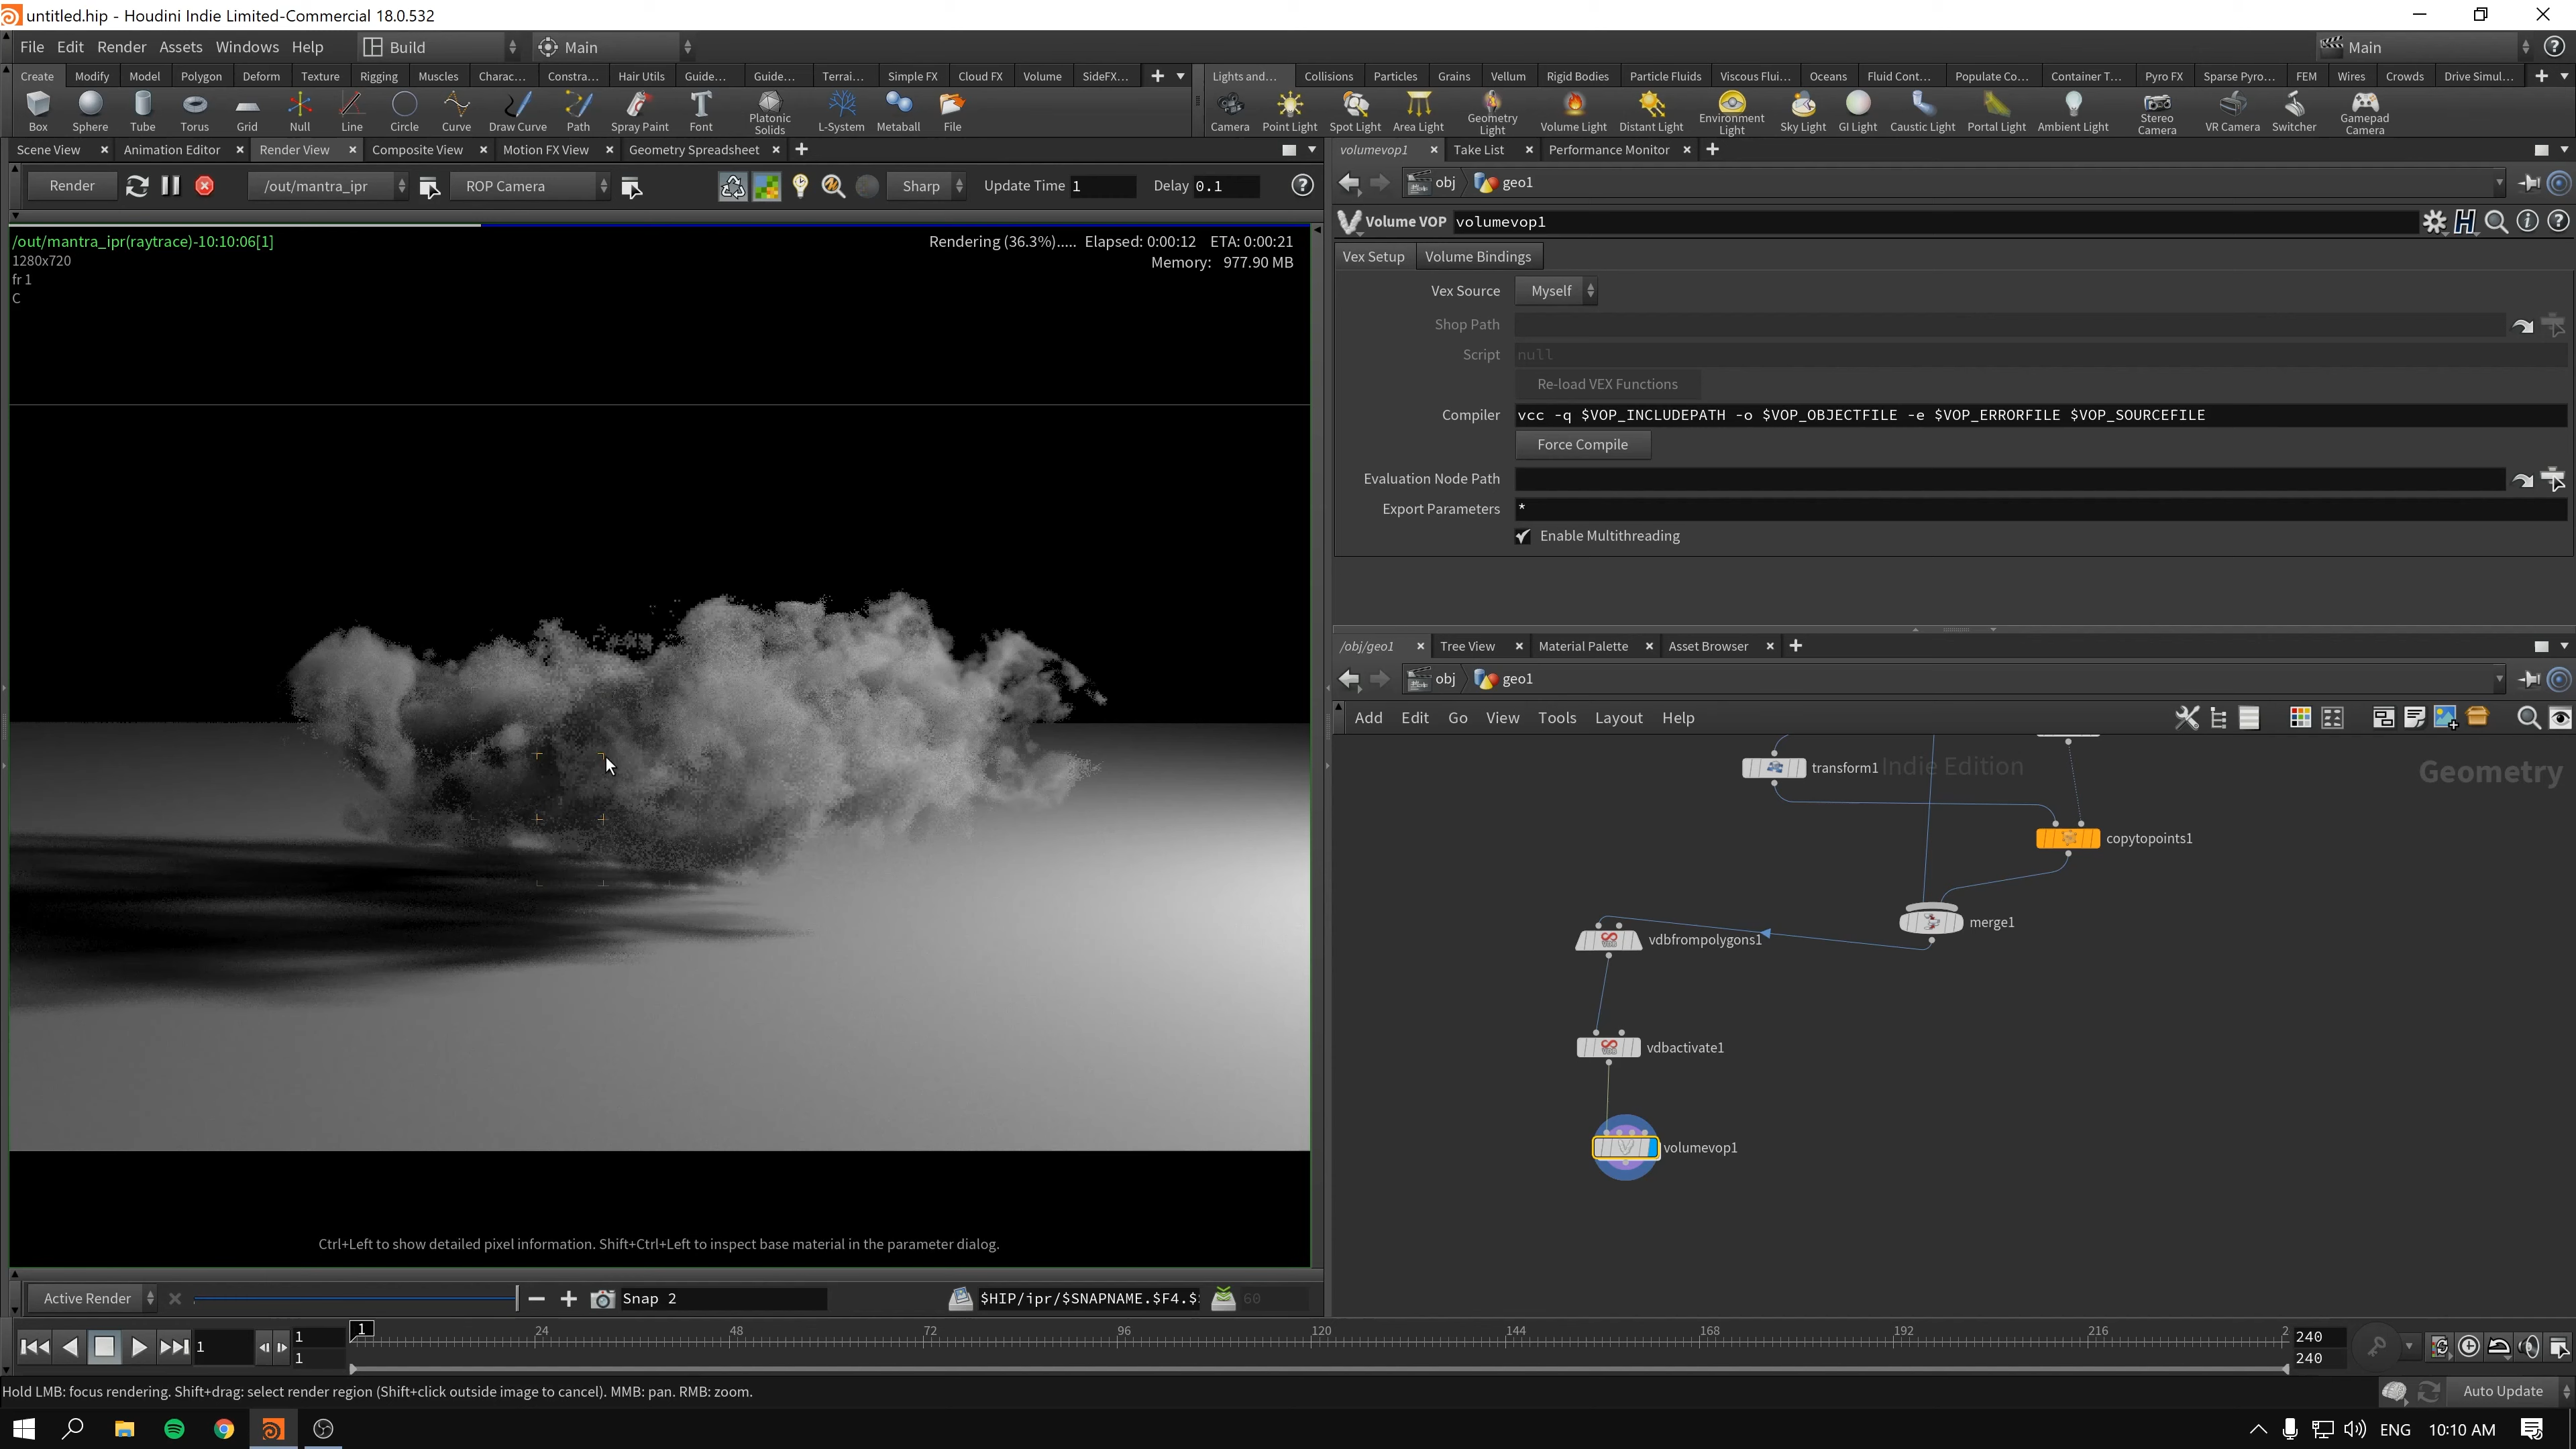 untitled.hip - Houdini Indie Limited-Commercial 18.0.532
File Edit Render Assets Windows Help Build Main Main
Create Modify Model Polygon Deform Texture Rigging Muscles Charac... Constra... Hair Utils Guide... Guide... Terrai... Simple FX Cloud FX Volume SideFX... Lights and... Collisions Particles Grains Vellum Rigid Bodies Particle Fluids Viscous Flui... Oceans Fluid Cont... Populate Co... Container T... Pyro FX Sparse Pyro... FEM Wires Crowds Drive Simul...
Box Sphere Tube Torus Grid Null Line Circle Curve Draw Curve Path Spray Paint Font Platonic Solids L-System Metaball File Camera Point Light Spot Light Area Light Geometry Light Volume Light Distant Light Environment Light Sky Light GI Light Caustic Light Portal Light Ambient Light Stereo Camera VR Camera Switcher Gamepad Camera
Scene View Animation Editor Render View Composite View Motion FX View Geometry Spreadsheet
Render /out/mantra_ipr ROP Camera Sharp Update Time 1 Delay 0.1
/out/mantra_ipr(raytrace)-10:10:06[1] Rendering (36.3%)..... Elapsed: 0:00:12 ETA: 0:00:21
1280x720 Memory: 977.90 MB
fr 1
C
Ctrl+Left to show detailed pixel information. Shift+Ctrl+Left to inspect base material in the parameter dialog.
Active Render Snap 2 $HIP/ipr/$SNAPNAME.$F4.$ 60
volumevop1 Take List Performance Monitor
obj geo1
Volume VOP volumevop1
Vex Setup Volume Bindings
Vex Source Myself
Shop Path
Script null
Re-load VEX Functions
Compiler vcc -q $VOP_INCLUDEPATH -o $VOP_OBJECTFILE -e $VOP_ERRORFILE $VOP_SOURCEFILE
Force Compile
Evaluation Node Path
Export Parameters *
Enable Multithreading
/obj/geo1 Tree View Material Palette Asset Browser
obj geo1
Add Edit Go View Tools Layout Help
transform1 Indie Edition Geometry
copytopoints1
merge1
vdbfrompolygons1
vdbactivate1
volumevop1
1 1 1 1 24 48 72 96 120 144 168 192 216 2 240 240
Hold LMB: focus rendering. Shift+drag: select render region (Shift+click outside image to cancel). MMB: pan. RMB: zoom. Auto Update
ENG 10:10 AM